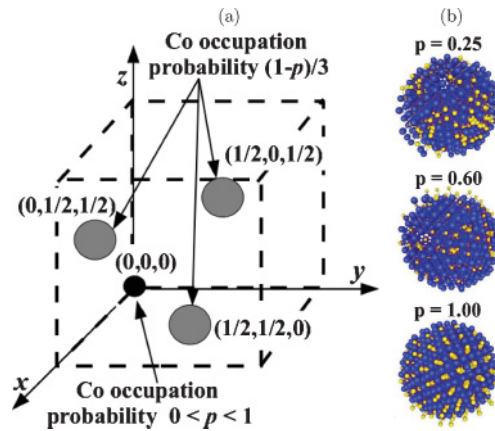 (a)
z
Co occupation
probability (1-p)/3
(1/2,0,1/2)
(0,1/2,1/2)
(0,0,0)
y
(1/2,1/2,0)
x
Co occupation
probability 0 < p < 1
(b)
p = 0.25
p = 0.60
p = 1.00